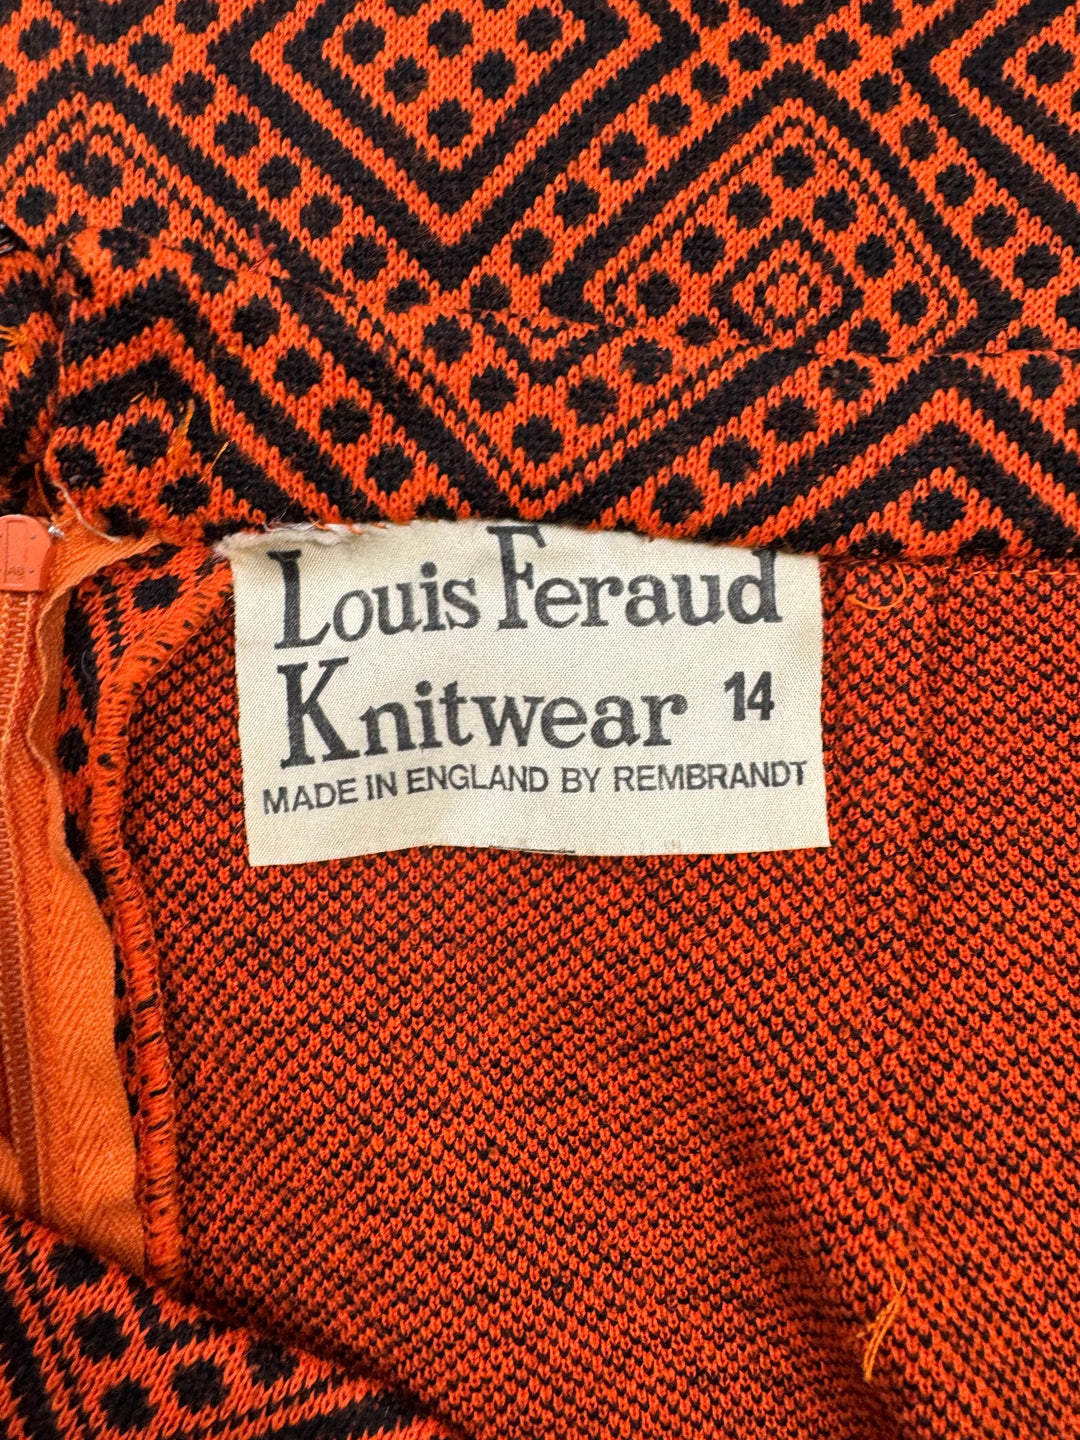 Louis Feraud
Knitwear 14
MADE IN ENGLAND BY REMBRANDT